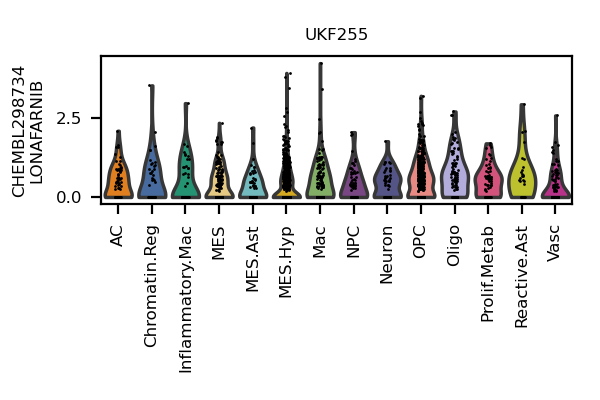 UKF255
CHEMBL298734
LONAFARNIB
2.5
0.0
AC
Chromatin.Reg
Inflammatory.Mac
MES
MES.Ast
MES.Hyp
Mac
NPC
Neuron
OPC
Oligo
Prolif.Metab
Reactive.Ast
Vasc